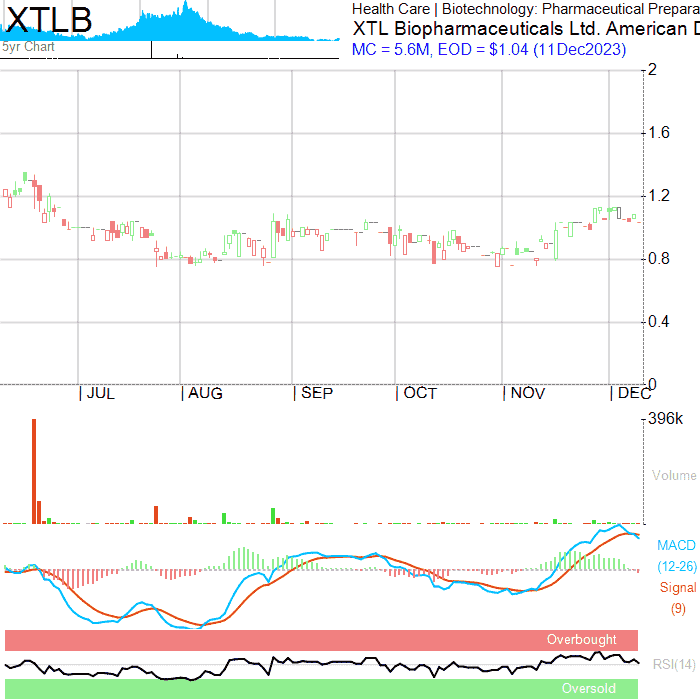 XTLB
5yr Chart
Health Care | Biotechnology: Pharmaceutical Prepara
XTL Biopharmaceuticals Ltd. American D
MC = 5.6M, EOD = $1.04 (11Dec2023)
2
1.6
1.2
0.8
0.4
0
JUL
AUG
SEP
OCT
NOV
DEC
396k
Volume
MACD
(12-26)
Signal
(9)
Overbought
RSI(14)
Oversold